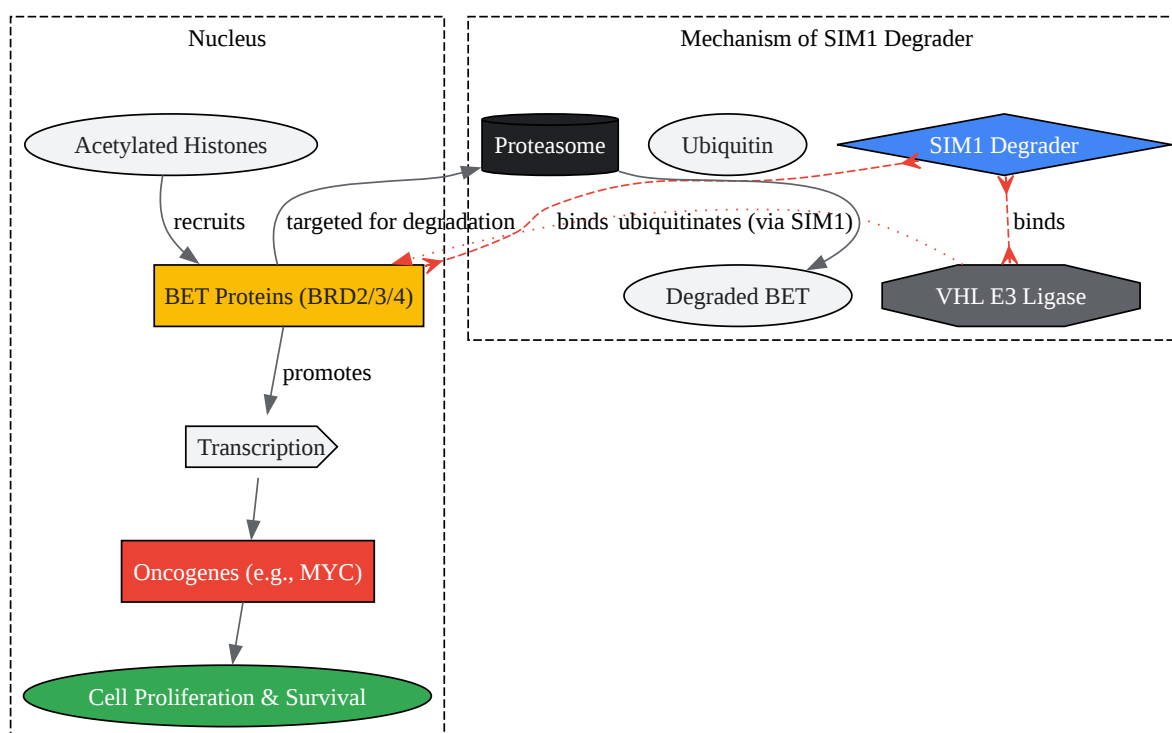 Nucleus
Mechanism of SIM1 Degrader
Acetylated Histones
Proteasome
Ubiquitin
SIM1 Degrader
recruits
targeted for degradation
binds
ubiquitinates (via SIM1)
binds
BET Proteins (BRD2/3/4)
Degraded BET
VHL E3 Ligase
promotes
Transcription
Oncogenes (e.g., MYC)
Cell Proliferation & Survival